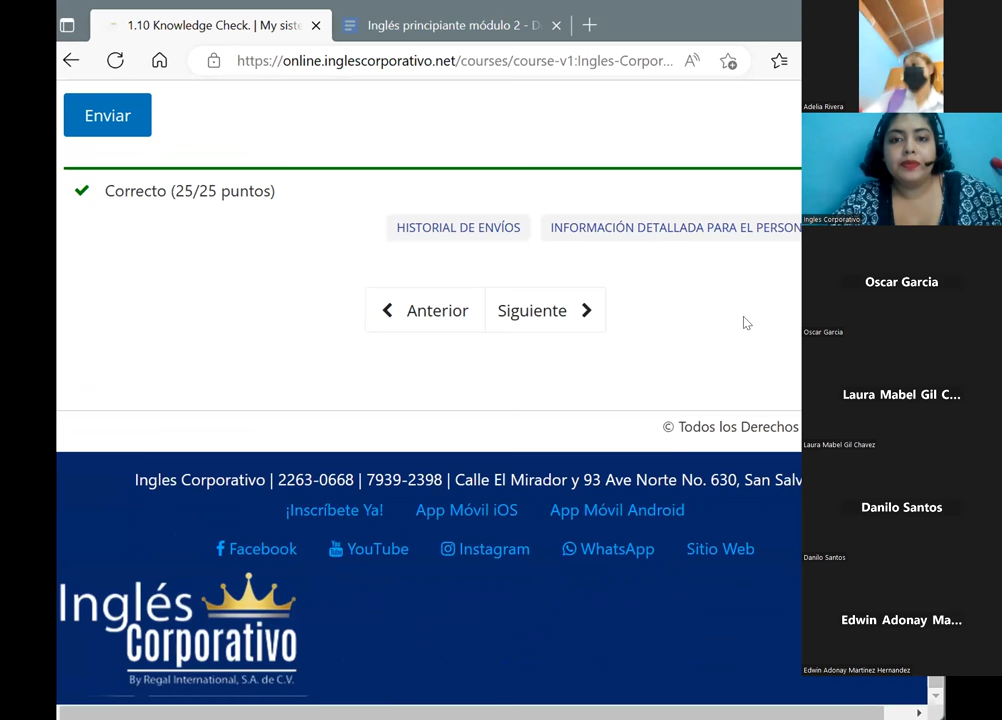 1.10 Knowledge Check. | My siste
Inglés principiante módulo 2 - D
https://online.inglescorporativo.net/courses/course-v1:Ingles-Corpor...
Enviar
Correcto (25/25 puntos)
HISTORIAL DE ENVÍOS
INFORMACIÓN DETALLADA PARA EL PERSON
Anterior
Siguiente
© Todos los Derechos
Ingles Corporativo | 2263-0668 | 7939-2398 | Calle El Mirador y 93 Ave Norte No. 630, San Salv
¡Inscríbete Ya!
App Móvil iOS
App Móvil Android
Facebook
YouTube
Instagram
WhatsApp
Sitio Web
Inglés
Corporativo
By Regal International, S.A. de C.V.
Adelia Rivera
Ingles Corporativo
Oscar Garcia
Oscar Garcia
Laura Mabel Gil C...
Laura Mabel Gil Chavez
Danilo Santos
Danilo Santos
Edwin Adonay Ma...
Edwin Adonay Martinez Hernandez